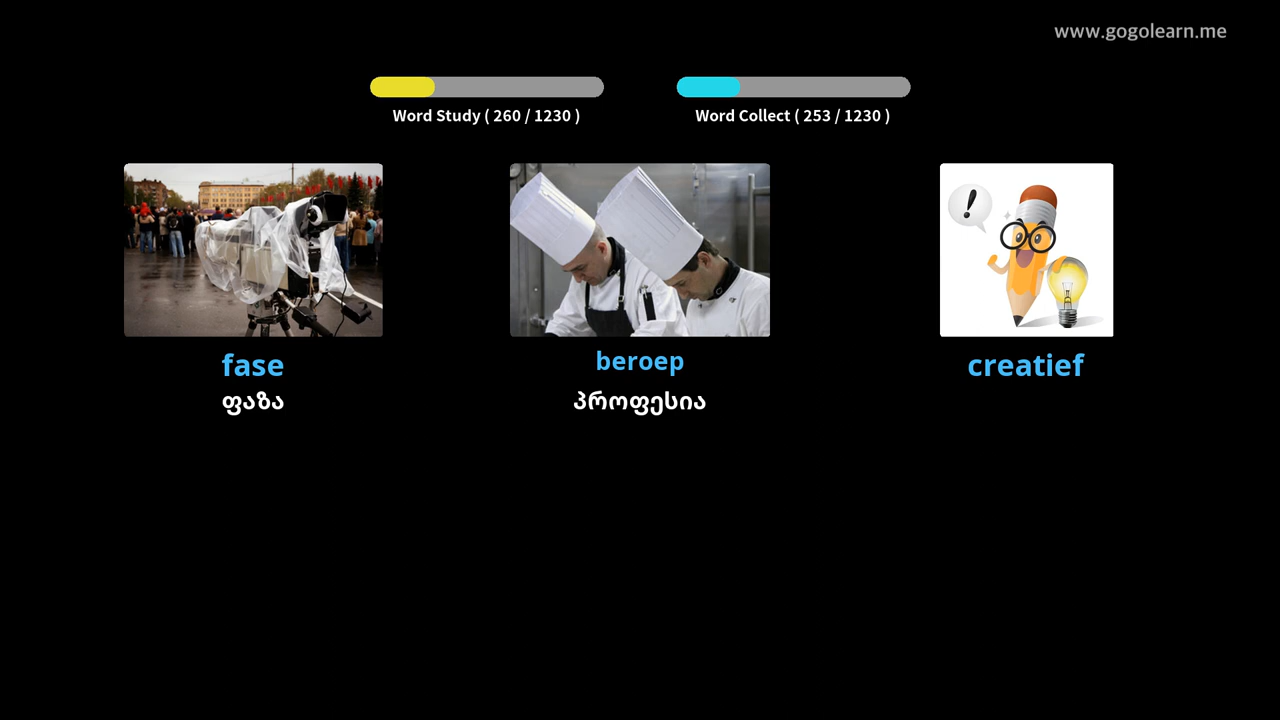 www.gogolearn.me
Word Study ( 260 / 1230 )
Word Collect ( 253 / 1230 )
fase
beroep
creatief
ფაზა
პროფესია